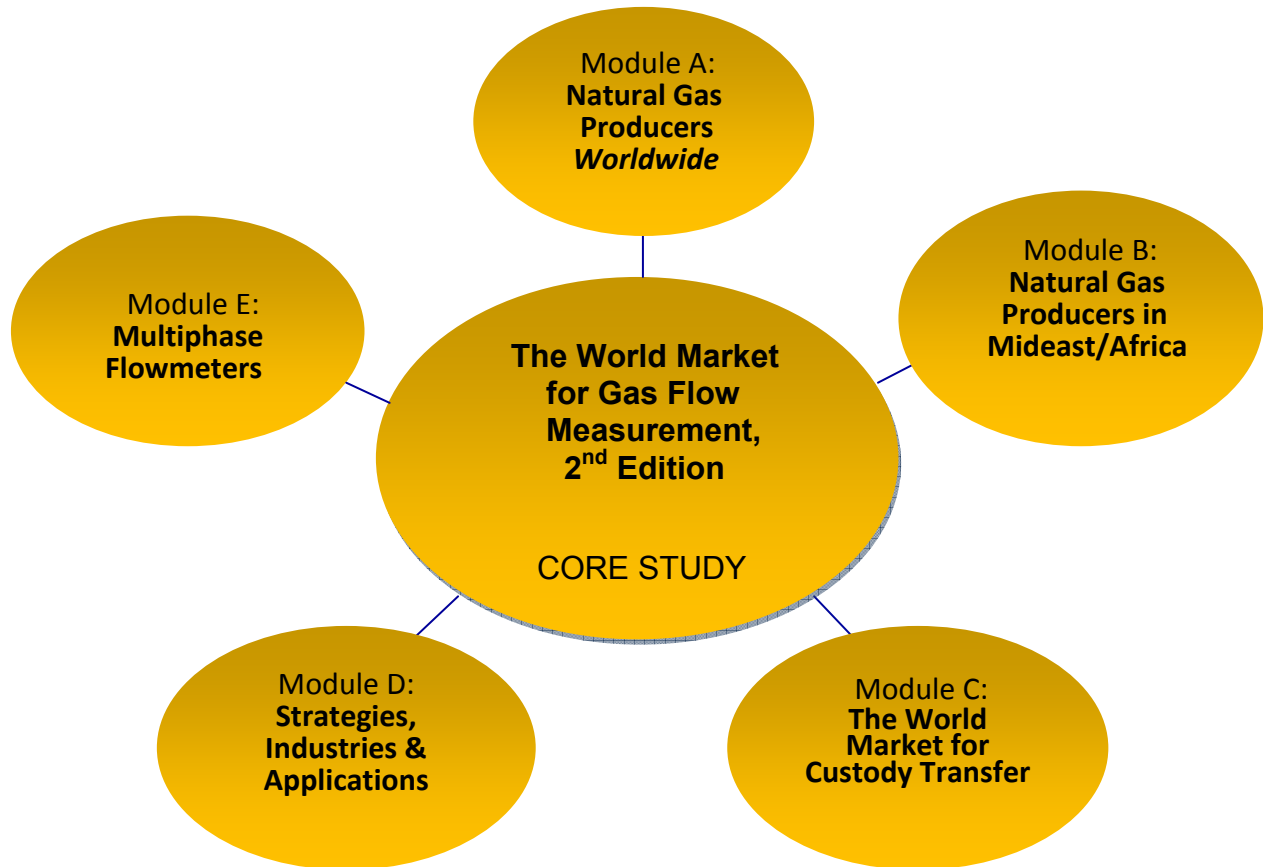 Module A:
Natural Gas
Producers
Worldwide
Module B:
Natural Gas
Producers in
Mideast/Africa
Module E:
Multiphase
Flowmeters
The World Market
for Gas Flow
Measurement,
2nd Edition
CORE STUDY
Module D:
Strategies,
Industries &
Applications
Module C:
The World
Market for
Custody Transfer